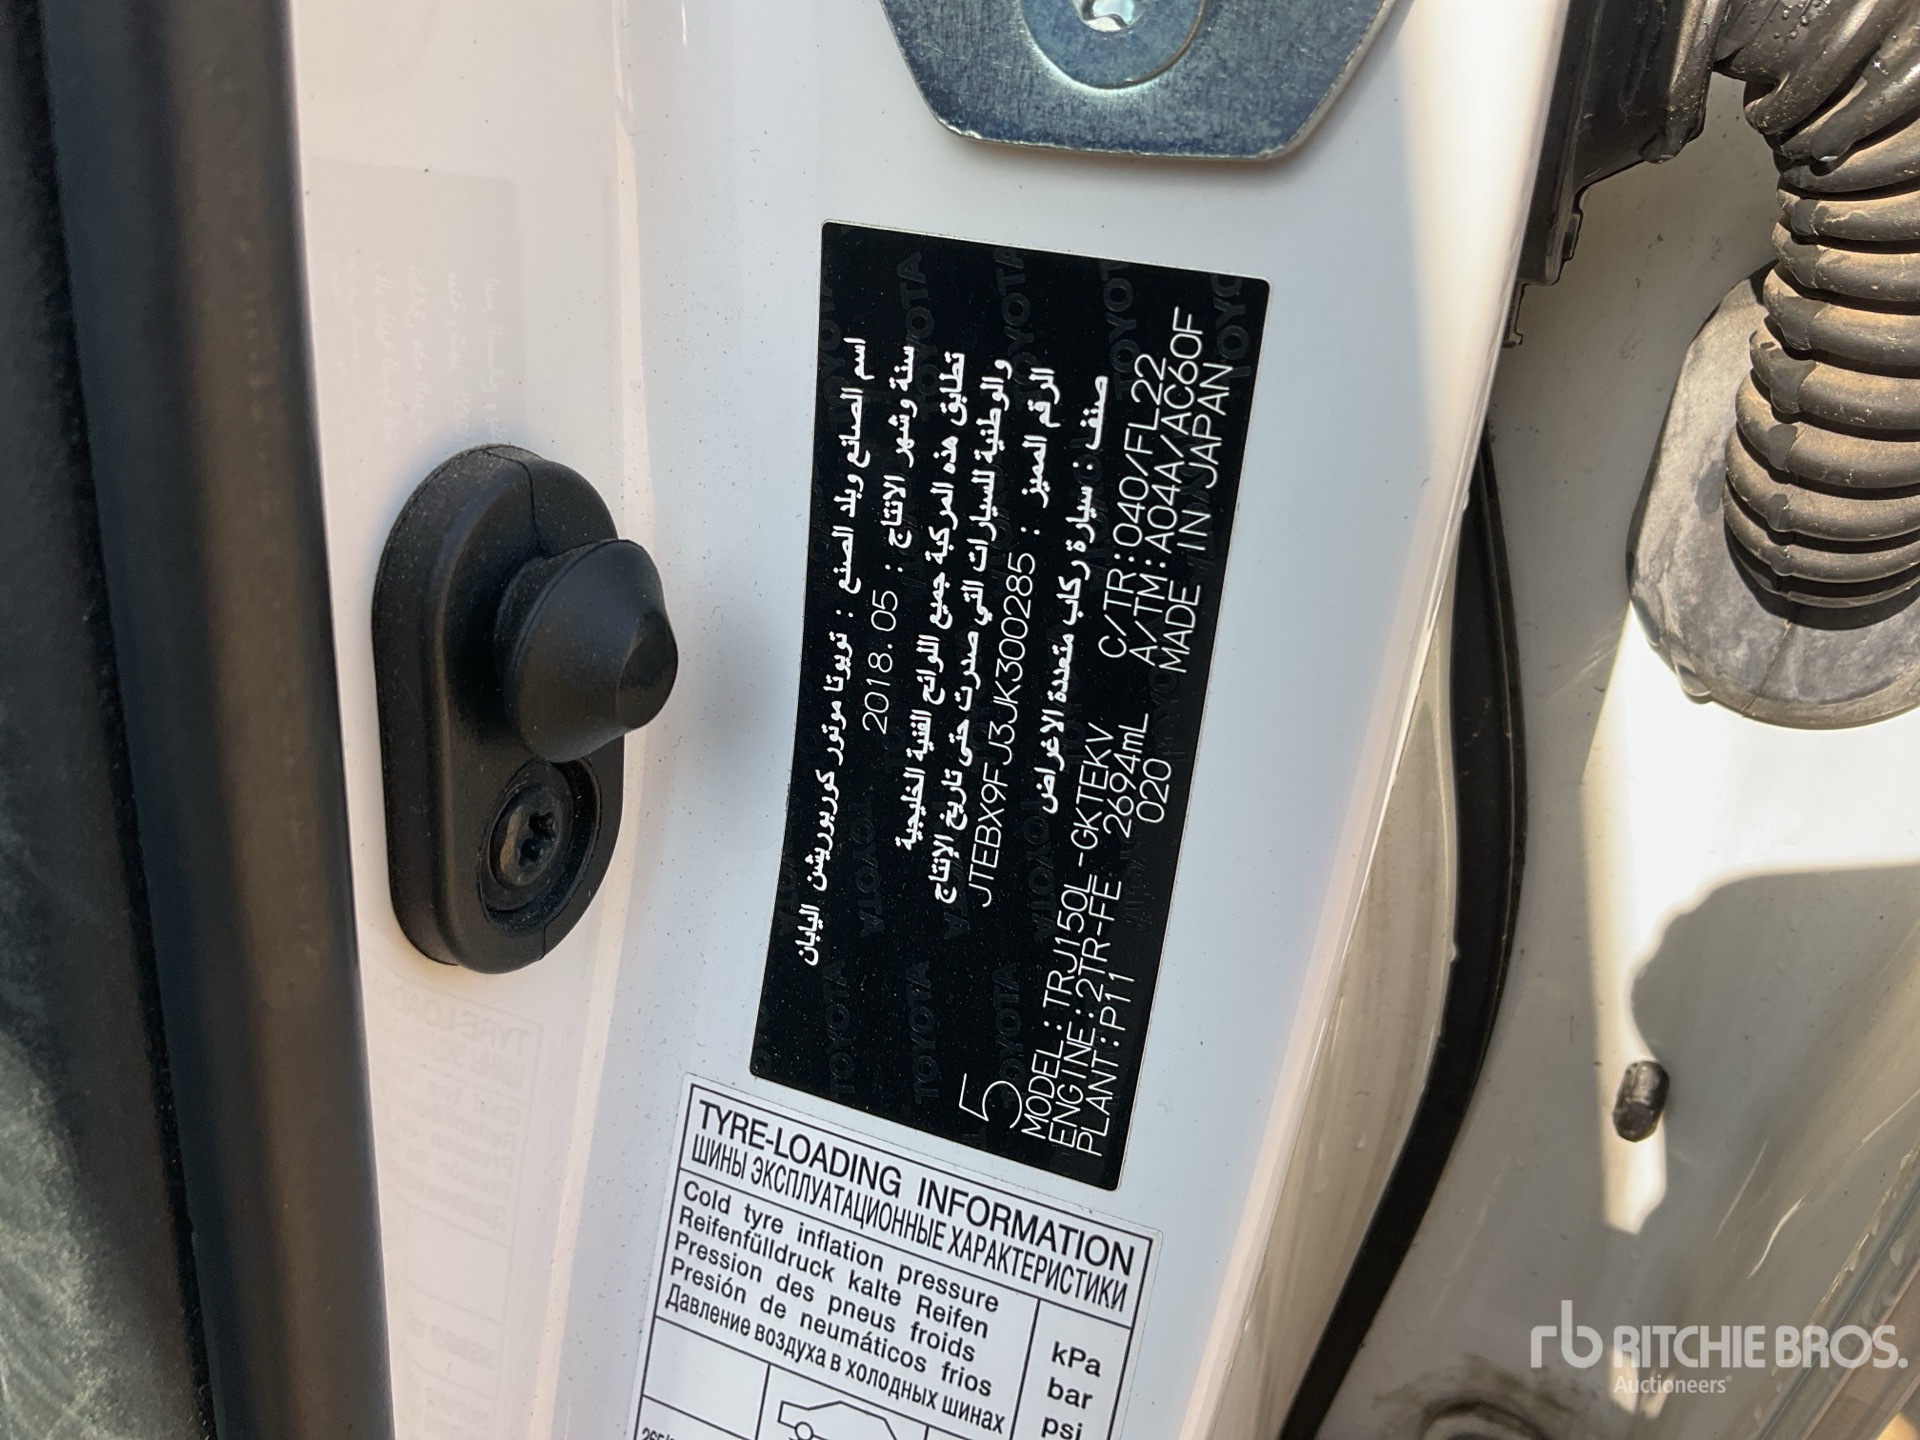 اسم الصانع وبلد الصنع : تويوتا موتور كوربوريشن اليابان
سنة وشهر الانتاج : 2018.05
تطابق هذه المركبة جميع اللوائح الفنية الخليجية
والوطنية للسيارات التي صدرت حتى تاريخ الإنتاج
الرقم المميز : JTEBX9FJ3JK300285
صنف : سيارة ركاب متعددة الاغراض
5
MODEL : TRJ150L-GKTEKV C/TR : 040/FL22
ENGINE : 2TR-FE 2694mL A/TM : A04A/AC60F
PLANT : P11 020 MADE IN JAPAN
TYRE-LOADING INFORMATION
ШИНЫ ЭКСПЛУАТАЦИОННЫЕ ХАРАКТЕРИСТИКИ
Cold tyre inflation pressure
Reifenfülldruck kalte Reifen
Pression des pneus froids
Presión de neumáticos frios
Давление воздуха в холодных шинах
kPa
bar
psi
rb RITCHIE BROS.
Auctioneers